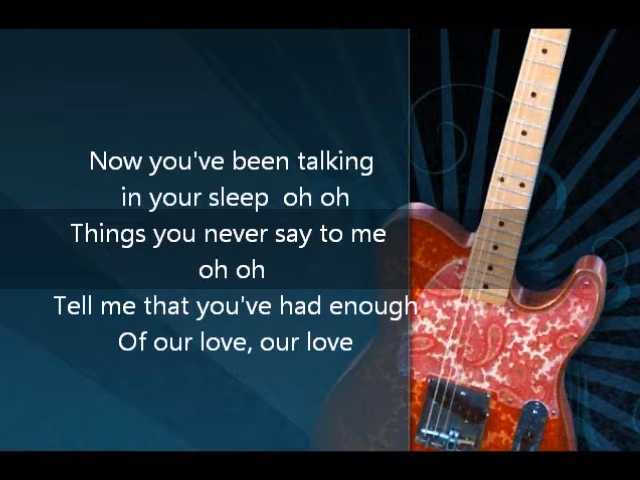 Now you've been talking
in your sleep  oh oh
Things you never say to me
oh oh
Tell me that you've had enough
Of our love, our love